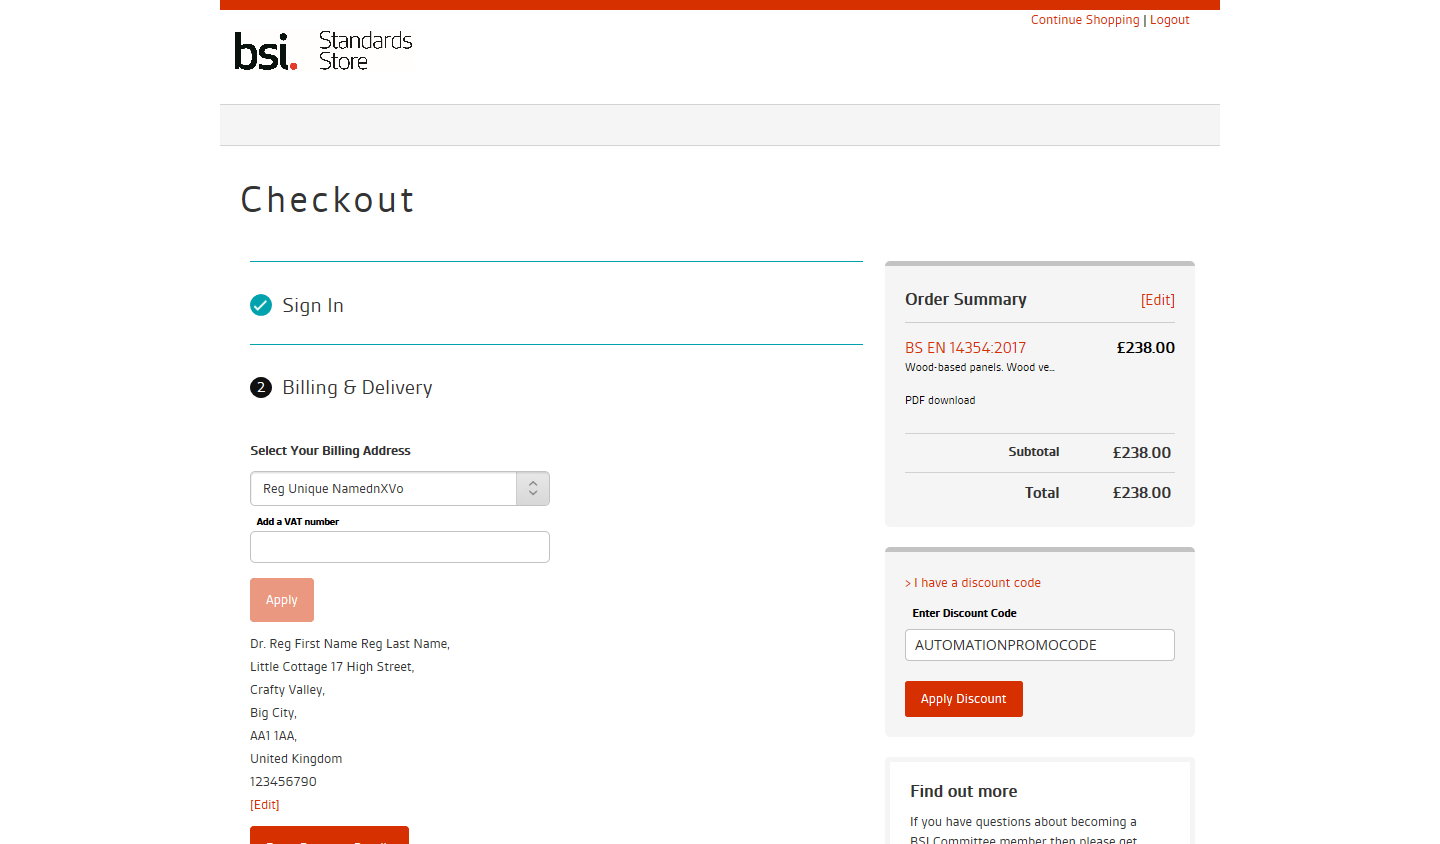 Continue Shopping | Logout
bsi. Standards
Store
Checkout
Sign In
2 Billing & Delivery
Select Your Billing Address
Reg Unique NamednXVo
Add a VAT number
Apply
Dr. Reg First Name Reg Last Name,
Little Cottage 17 High Street,
Crafty Valley,
Big City,
AA1 1AA,
United Kingdom
123456790
[Edit]
Order Summary [Edit]
BS EN 14354:2017 £238.00
Wood-based panels. Wood ve...
PDF download
Subtotal £238.00
Total £238.00
> I have a discount code
Enter Discount Code
AUTOMATIONPROMOCODE
Apply Discount
Find out more
If you have questions about becoming a
BSI Committee member then please get